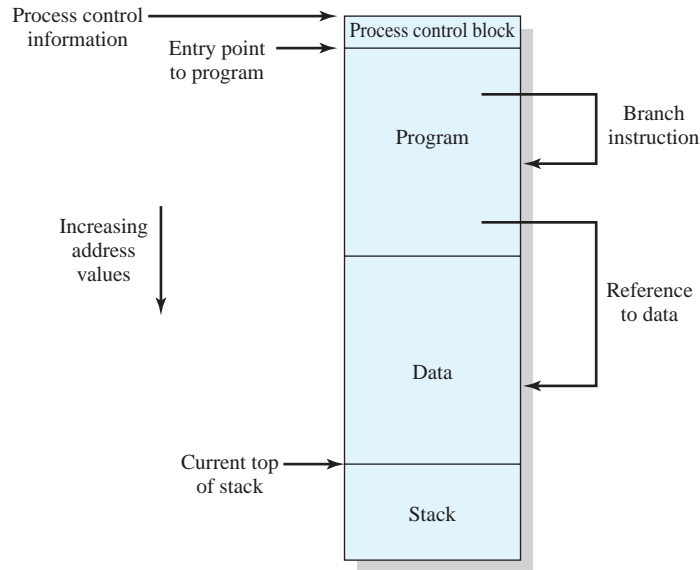 Process control
information
Process control block
Entry point
to program
Program
Branch
instruction
Increasing
address
values
Reference
to data
Data
Current top
of stack
Stack